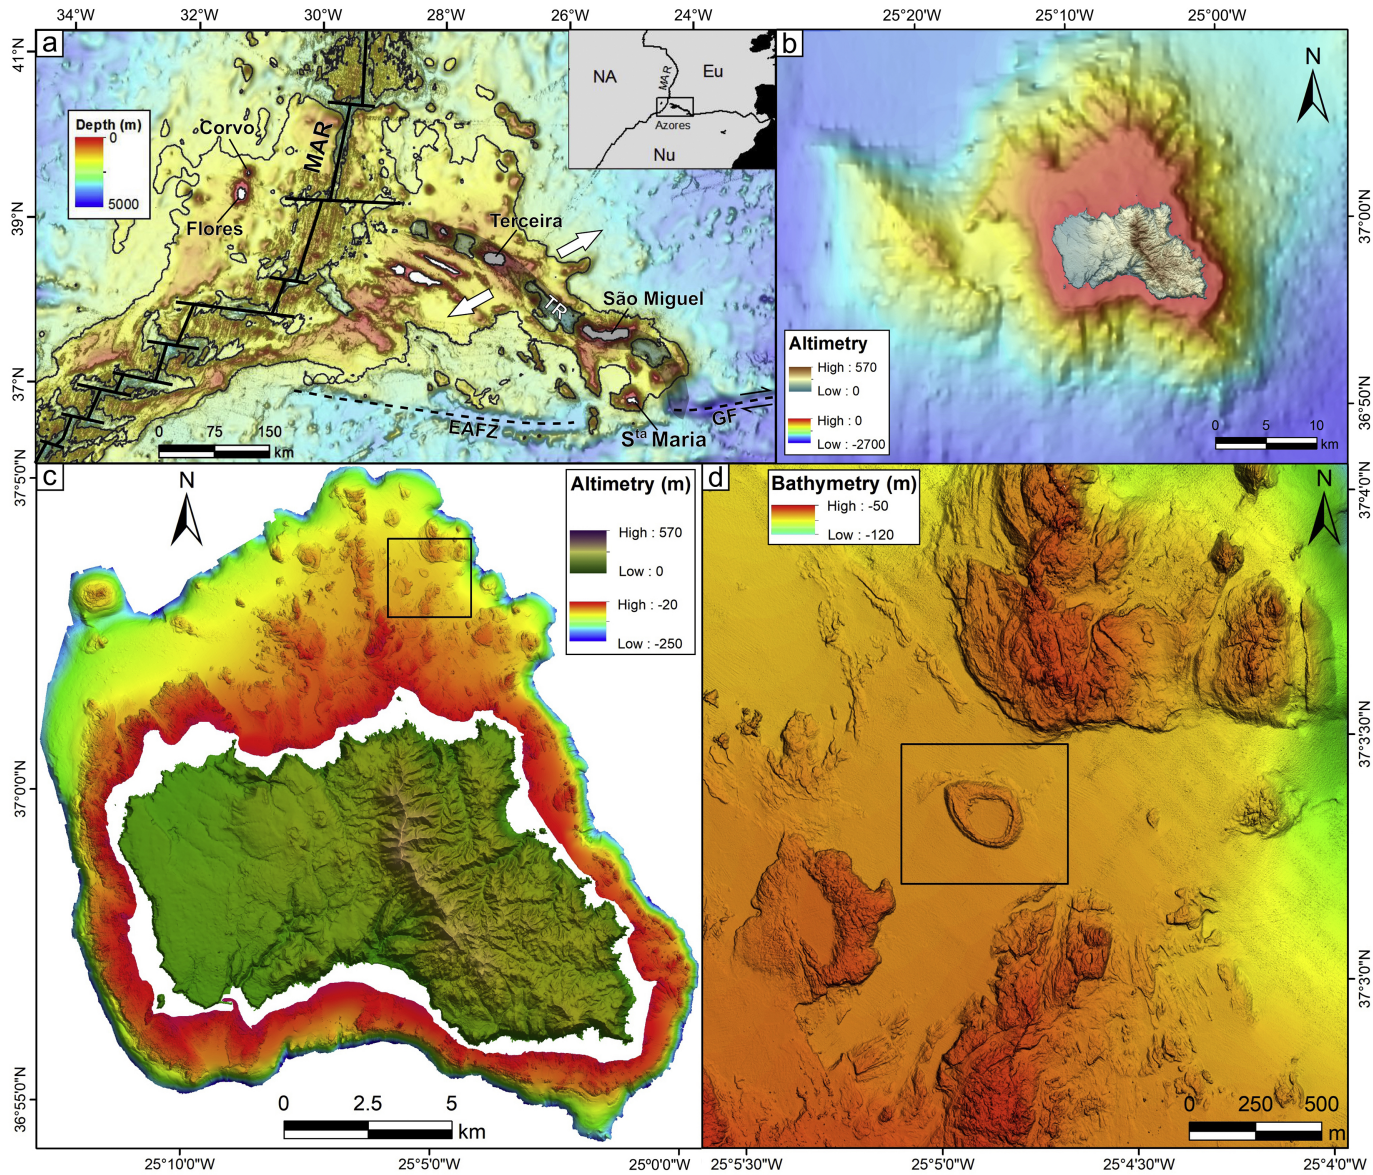 34°W 32°W 30°W 28°W 26°W 24°W 25°20'W 25°10'W 25°00'W
a
41°N
39°N
37°N
Depth (m)
0
5000
Corvo
Flores
MAR
Terceira
TR
São Miguel
Sta Maria
EAFZ
GF
0 75 150
km
NA
Eu
MAR
Azores
Nu
b
N
37°00'N
36°50'N
Altimetry
High : 570
Low : 0
High : 0
Low : -2700
0 5 10
km
c
N
37°5'0"N
37°0'0"N
36°55'0"N
Altimetry (m)
High : 570
Low : 0
High : -20
Low : -250
0 2.5 5
km
25°10'0"W 25°5'0"W 25°0'0"W
d
Bathymetry (m)
High : -50
Low : -120
N
37°4'0"N
37°3'30"N
37°3'0"N
0 250 500
m
25°5'30"W 25°5'0"W 25°4'30"W 25°4'0"W